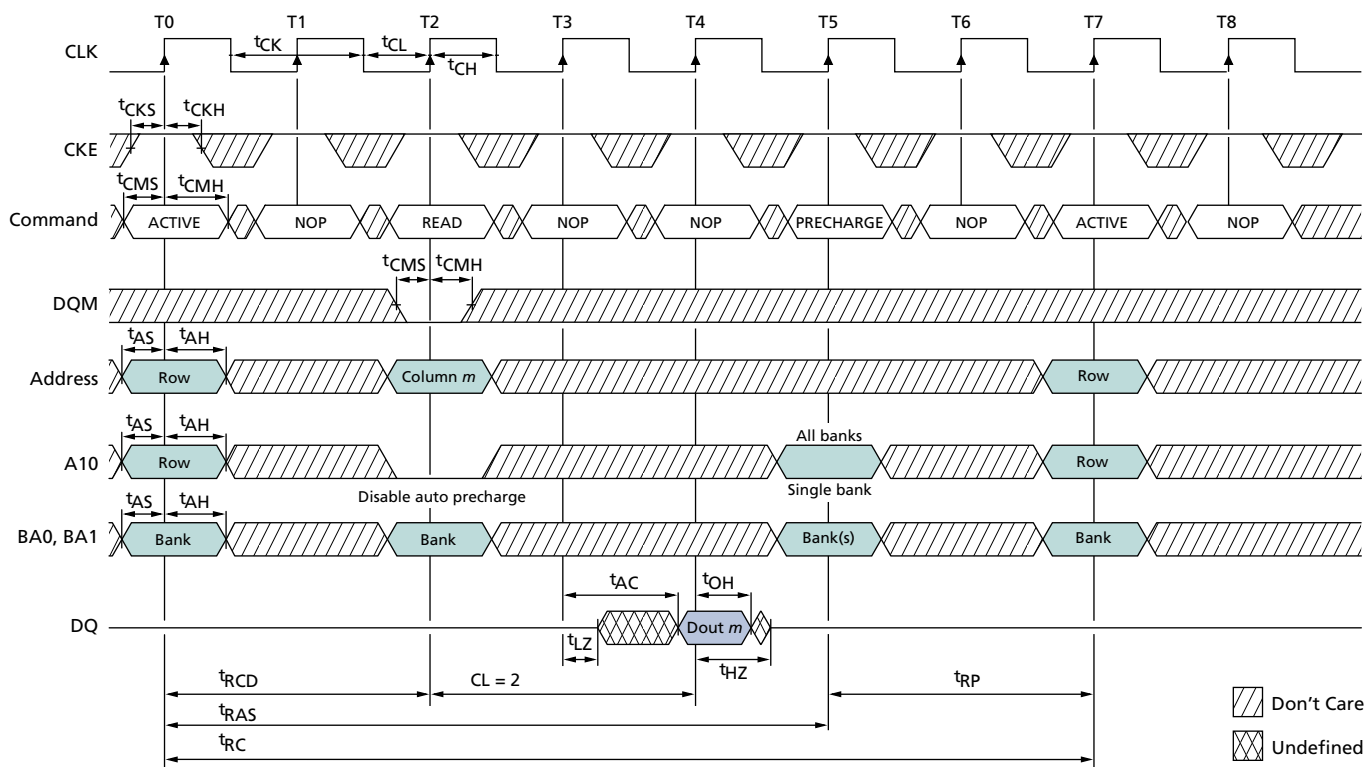 T0 T1 T2 T3 T4 T5 T6 T7 T8
CLK
tCK tCL
tCH
tCKS tCKH
CKE
tCMS tCMH
Command ACTIVE NOP READ NOP NOP PRECHARGE NOP ACTIVE NOP
tCMS tCMH
DQM
tAS tAH
Address Row Column m Row
tAS tAH
All banks
A10 Row Row
Disable auto precharge Single bank
tAS tAH
BA0, BA1 Bank Bank Bank(s) Bank
tAC tOH
DQ Dout m
tLZ tHZ
tRCD CL = 2 tRP
tRAS
tRC
Don't Care
Undefined